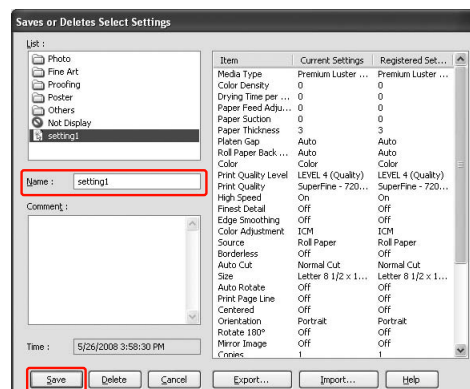 Saves or Deletes Select Settings
List :
Photo
Fine Art
Proofing
Poster
Others
Not Display
setting1
Name : setting1
Comment :
Time : 5/26/2008 3:58:30 PM
Item Current Settings Registered Set...
Media Type Premium Luster ... Premium Luster ...
Color Density 0 0
Drying Time per ... 0 0
Paper Feed Adju... 0 0
Paper Suction 0 0
Paper Thickness 3 3
Platen Gap Auto Auto
Roll Paper Back ... Auto Auto
Color Color Color
Print Quality Level LEVEL 4 (Quality) LEVEL 4 (Quality)
Print Quality SuperFine - 720... SuperFine - 720...
High Speed On On
Finest Detail Off Off
Edge Smoothing Off Off
Color Adjustment ICM ICM
Source Roll Paper Roll Paper
Borderless Off Off
Auto Cut Normal Cut Normal Cut
Size Letter 8 1/2 x 1... Letter 8 1/2 x 1...
Auto Rotate Off Off
Print Page Line Off Off
Centered Off Off
Orientation Portrait Portrait
Rotate 180° Off Off
Mirror Image Off Off
Copies 1 1
Save Delete Cancel Export... Import... Help